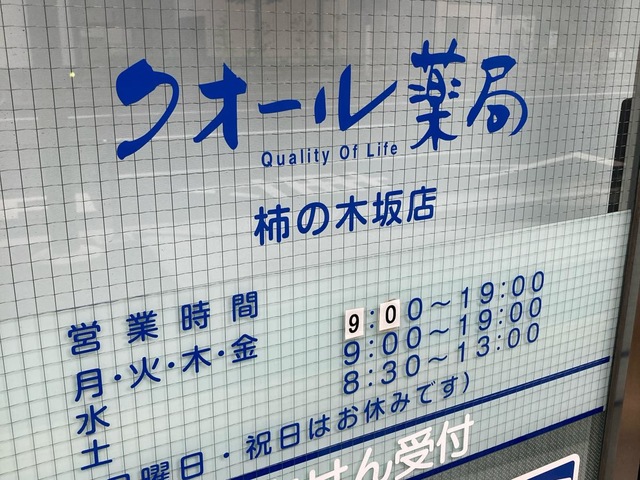 クオール薬局
Quality Of Life
柿の木坂店
営業時間
月・火・木・金 9:00～19:00
水 9:00～19:00
土 8:30～13:00
曜日・祝日はお休みです）
せん受付